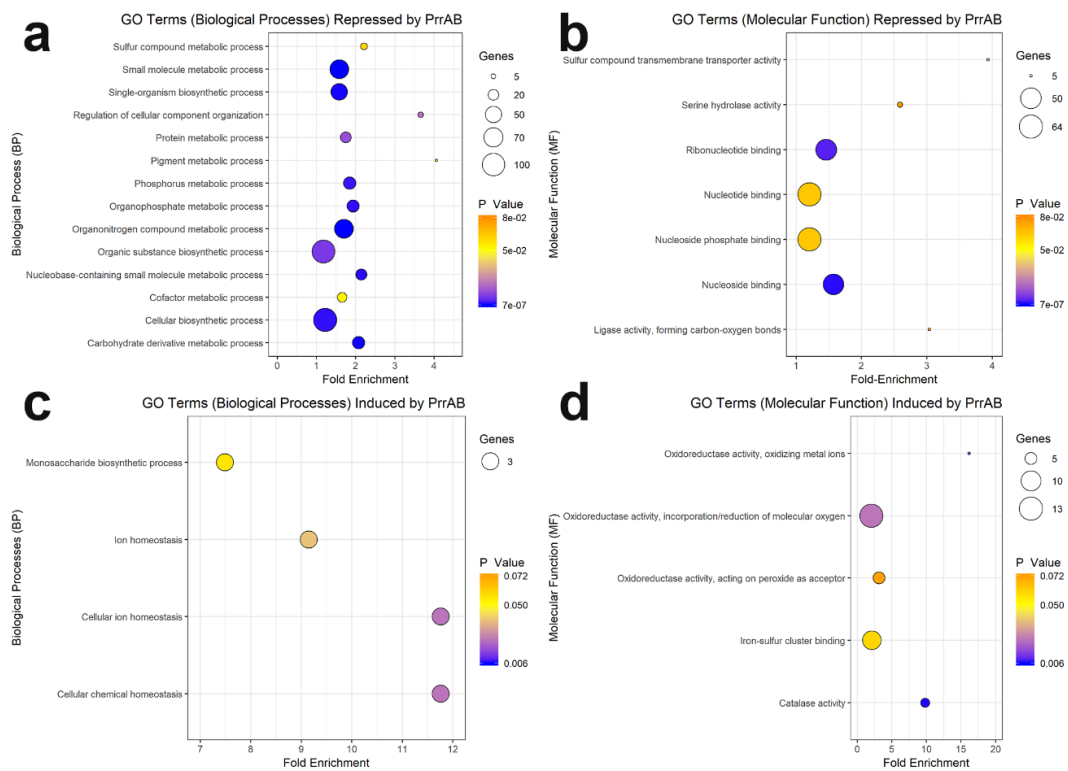 a
GO Terms (Biological Processes) Repressed by PrrAB
Biological Process (BP)
Sulfur compound metabolic process
Small molecule metabolic process
Single-organism biosynthetic process
Regulation of cellular component organization
Protein metabolic process
Pigment metabolic process
Phosphorus metabolic process
Organophosphate metabolic process
Organonitrogen compound metabolic process
Organic substance biosynthetic process
Nucleobase-containing small molecule metabolic process
Cofactor metabolic process
Cellular biosynthetic process
Carbohydrate derivative metabolic process
0 1 2 3 4
Fold Enrichment
Genes
5
20
50
70
100
P Value
8e-02
5e-02
7e-07
b
GO Terms (Molecular Function) Repressed by PrrAB
Molecular Function (MF)
Sulfur compound transmembrane transporter activity
Serine hydrolase activity
Ribonucleotide binding
Nucleotide binding
Nucleoside phosphate binding
Nucleoside binding
Ligase activity, forming carbon-oxygen bonds
1 2 3 4
Fold-Enrichment
Genes
5
50
64
P Value
8e-02
5e-02
7e-07
c
GO Terms (Biological Processes) Induced by PrrAB
Biological Processes (BP)
Monosaccharide biosynthetic process
Ion homeostasis
Cellular ion homeostasis
Cellular chemical homeostasis
7 8 9 10 11 12
Fold Enrichment
Genes
3
P Value
0.072
0.050
0.006
d
GO Terms (Molecular Function) Induced by PrrAB
Molecular Function (MF)
Oxidoreductase activity, oxidizing metal ions
Oxidoreductase activity, incorporation/reduction of molecular oxygen
Oxidoreductase activity, acting on peroxide as acceptor
Iron-sulfur cluster binding
Catalase activity
0 5 10 15 20
Fold Enrichment
Genes
5
10
13
P Value
0.072
0.050
0.006